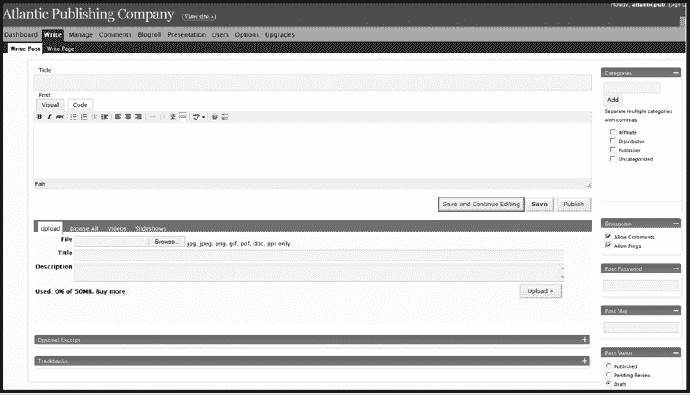 Howdy, atlanticpub
Atlantic Publishing Company View site »
Dashboard Write Manage Comments Blogroll Presentation Users Options Upgrades
Write Post Write Page
Title
Post
Visual Code
B I ABC
Path
Save and Continue Editing Save Publish
Upload Browse All Videos Slideshows
File Browse... jpg, jpeg, png, gif, pdf, doc, ppt only.
Title
Description
Used: 0% of 50MB. Buy more
Upload »
Optional Excerpt +
Trackbacks +
Categories
Add
Separate multiple categories
with commas.
Affiliate
Distributor
Publisher
Uncategorized
Discussion
Allow Comments
Allow Pings
Post Password
Post Slug
Post Status
Published
Pending Review
Draft